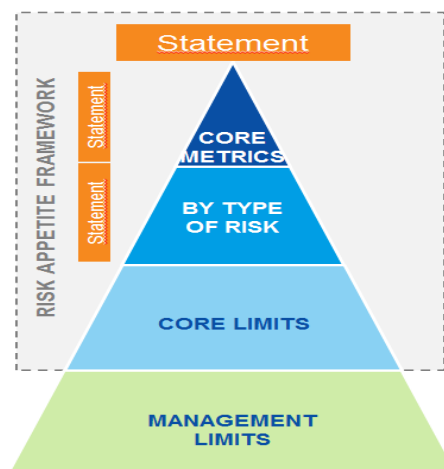 Statement
RISK APPETITE FRAMEWORK
Statement
Statement
CORE
METRICS
BY TYPE
OF RISK
CORE LIMITS
MANAGEMENT
LIMITS